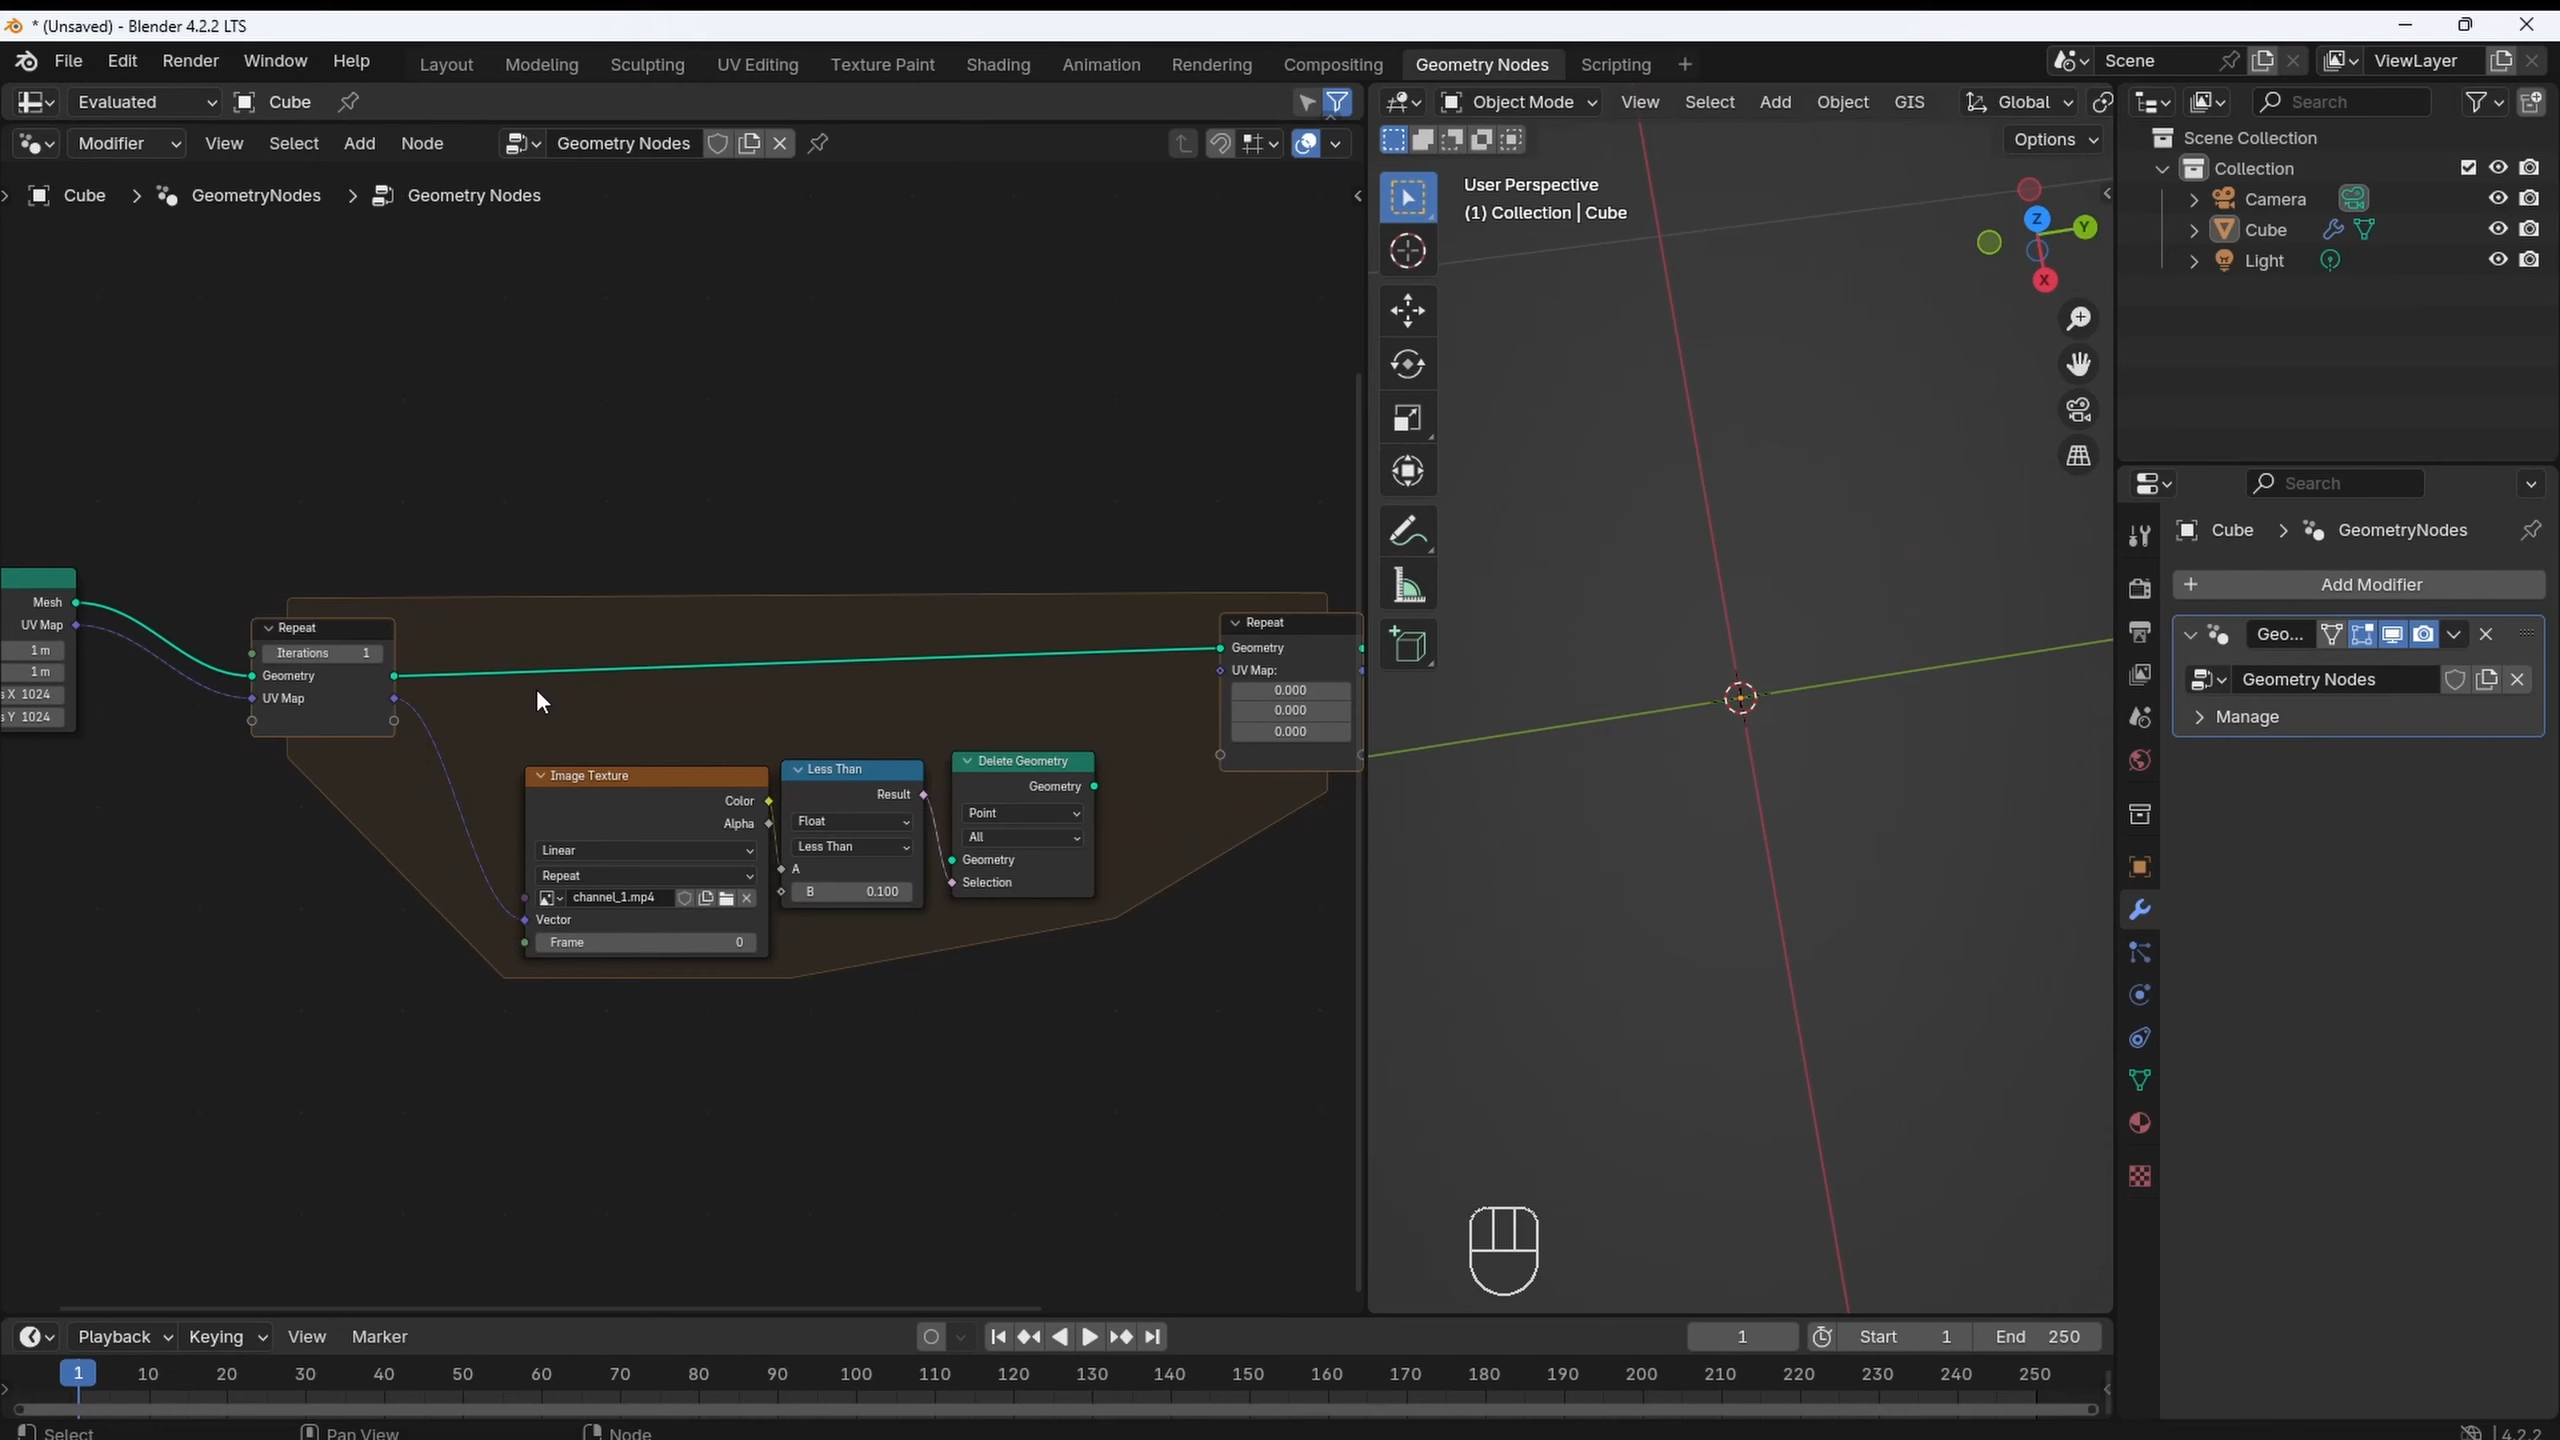 * (Unsaved) - Blender 4.2.2 LTS
File Edit Render Window Help Layout Modeling Sculpting UV Editing Texture Paint Shading Animation Rendering Compositing Geometry Nodes Scripting + Scene ViewLayer
Evaluated Cube
Object Mode View Select Add Object GIS Global
Search
Modifier View Select Add Node Geometry Nodes
Options
Cube > GeometryNodes > Geometry Nodes
User Perspective
(1) Collection | Cube
Z
Y
X
Scene Collection
Collection
Camera
Cube
Light
Search
Cube > GeometryNodes
+ Add Modifier
Geo...
Geometry Nodes
Manage
Mesh
UV Map
1 m
1 m
s X 1024
s Y 1024
Repeat
Iterations 1
Geometry
UV Map
Image Texture
Color
Alpha
Linear
Repeat
channel_1.mp4
Vector
Frame 0
Less Than
Result
Float
Less Than
A
B 0.100
Delete Geometry
Geometry
Point
All
Geometry
Selection
Repeat
Geometry
UV Map:
0.000
0.000
0.000
Playback Keying View Marker
1 Start 1 End 250
1 10 20 30 40 50 60 70 80 90 100 110 120 130 140 150 160 170 180 190 200 210 220 230 240 250
Select Pan View Node 4.2.2